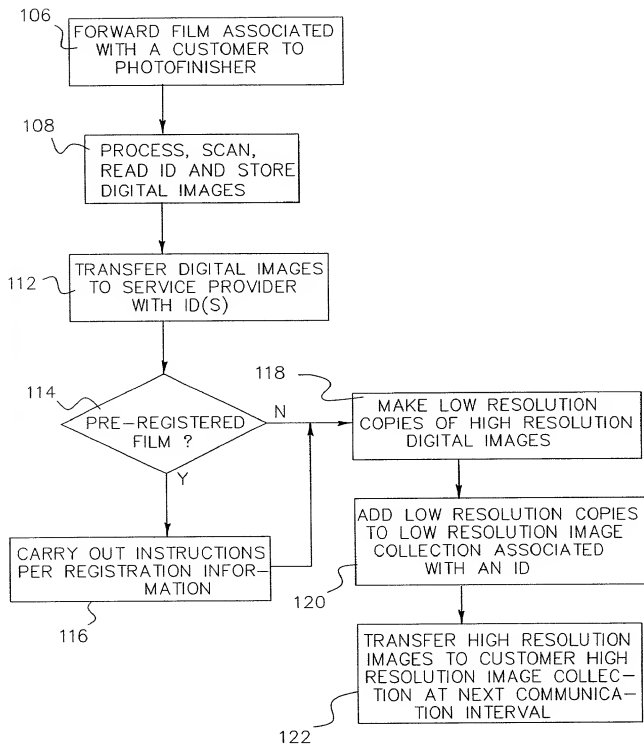 106
FORWARD FILM ASSOCIATED
WITH A CUSTOMER TO
PHOTOFINISHER
108
PROCESS, SCAN,
READ ID AND STORE
DIGITAL IMAGES
112
TRANSFER DIGITAL IMAGES
TO SERVICE PROVIDER
WITH ID(S)
114
PRE-REGISTERED
FILM ?
N
Y
CARRY OUT INSTRUCTIONS
PER REGISTRATION INFOR-
MATION
116
118
MAKE LOW RESOLUTION
COPIES OF HIGH RESOLUTION
DIGITAL IMAGES
ADD LOW RESOLUTION COPIES
TO LOW RESOLUTION IMAGE
COLLECTION ASSOCIATED
WITH AN ID
120
TRANSFER HIGH RESOLUTION
IMAGES TO CUSTOMER HIGH
RESOLUTION IMAGE COLLEC-
TION AT NEXT COMMUNICA-
TION INTERVAL
122